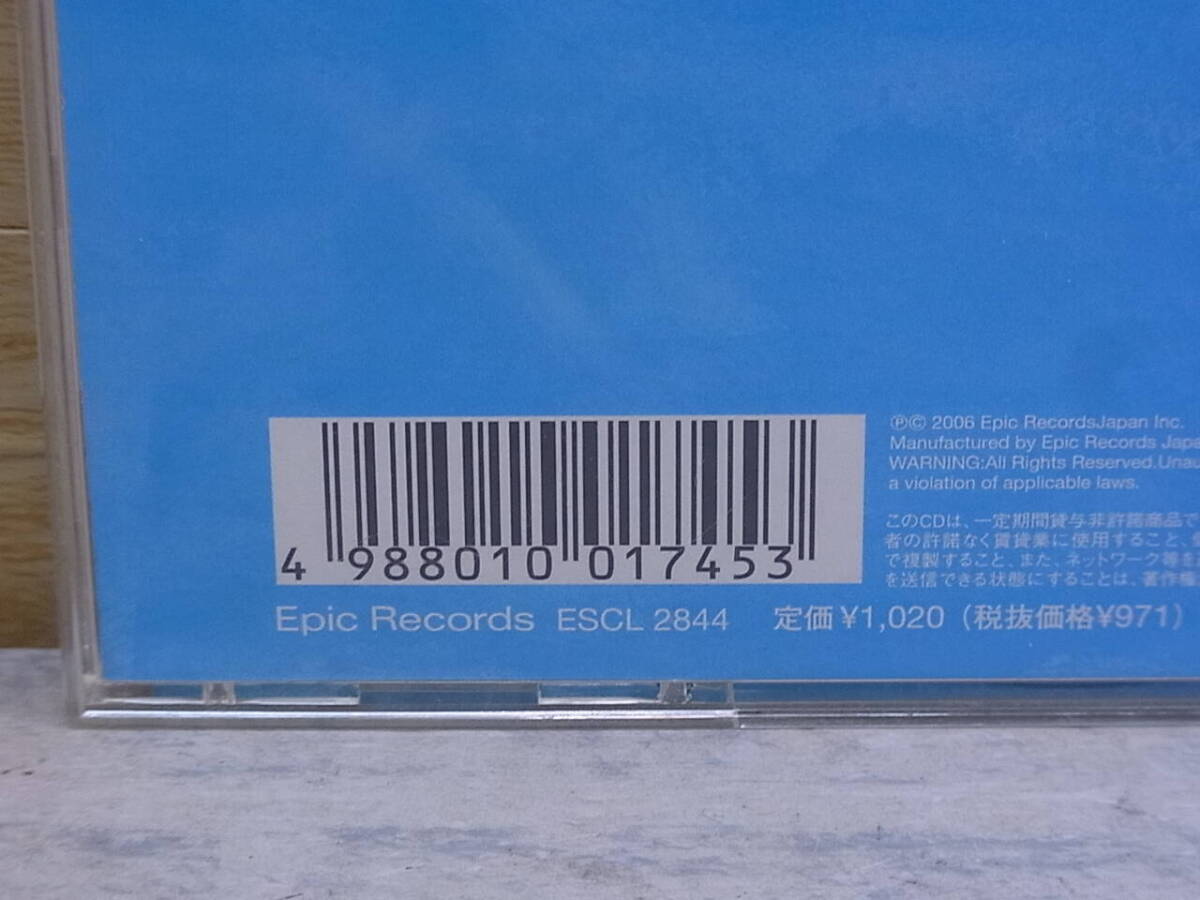 ℗© 2006 Epic RecordsJapan Inc.
Manufactured by Epic Records Japa
WARNING:All Rights Reserved.Unau
a violation of applicable laws.
このCDは、一定期間貸与非許諾商品で
者の許諾なく賃貸業に使用すること、
で複製すること、また、ネットワーク等を
を送信できる状態にすることは、著作権
4 988010 017453
Epic Records ESCL 2844 定価 ¥1,020 (税抜価格¥971)